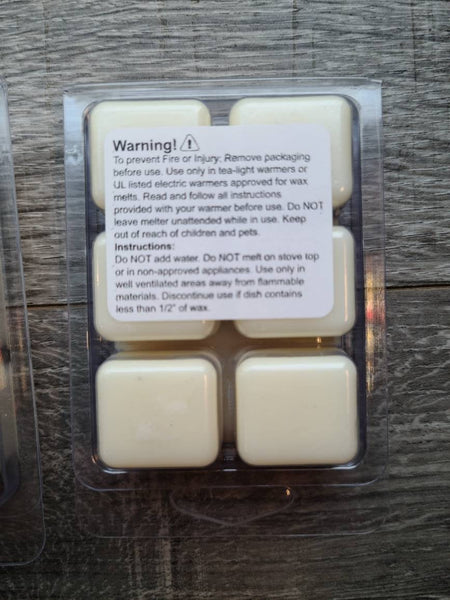 Warning! ⚠
To prevent Fire or Injury; Remove packaging
before use. Use only in tea-light warmers or
UL listed electric warmers approved for wax
melts. Read and follow all instructions
provided with your warmer before use. Do NOT
leave melter unattended while in use. Keep
out of reach of children and pets.
Instructions:
Do NOT add water. Do NOT melt on stove top
or in non-approved appliances. Use only in
well ventilated areas away from flammable
materials. Discontinue use if dish contains
less than 1/2" of wax.